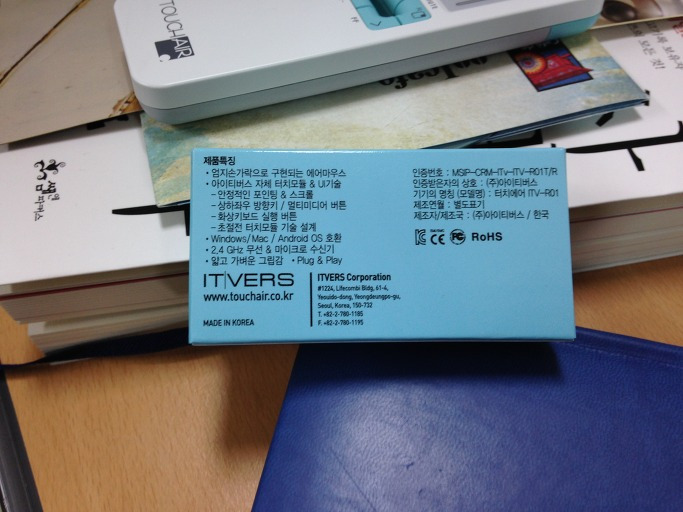 TOUCHAIR
제품특징
• 엄지손가락으로 구현되는 에어마우스
• 아이티버스 자체 터치모듈 & UI기술
- 안정적인 포인팅 & 스크롤
- 상하좌우 방향키 / 멀티미디어 버튼
- 화상키보드 실행 버튼
- 초절전 터치모듈 기술 설계
• Windows/ Mac / Android OS 호환
• 2.4 GHz 무선 & 마이크로 수신기
• 얇고 가벼운 그립감 • Plug & Play
인증번호 : MSIP-CRM-ITv-ITV-R01T/R
인증받은자의 상호 : (주)아이티버스
기기의 명칭 (모델명) : 터치에어 ITV-R01
제조연월 : 별도표기
제조자/제조국 : (주)아이티버스 / 한국
CE FC RoHS
IT|VERS
www.touchair.co.kr
MADE IN KOREA
ITVERS Corporation
#1224, Lifecombi Bldg, 61-4,
Yeouido-dong, Yeongdeungpo-gu,
Seoul, Korea, 150-732
T. +82-2-780-1185
F. +82-2-780-1195